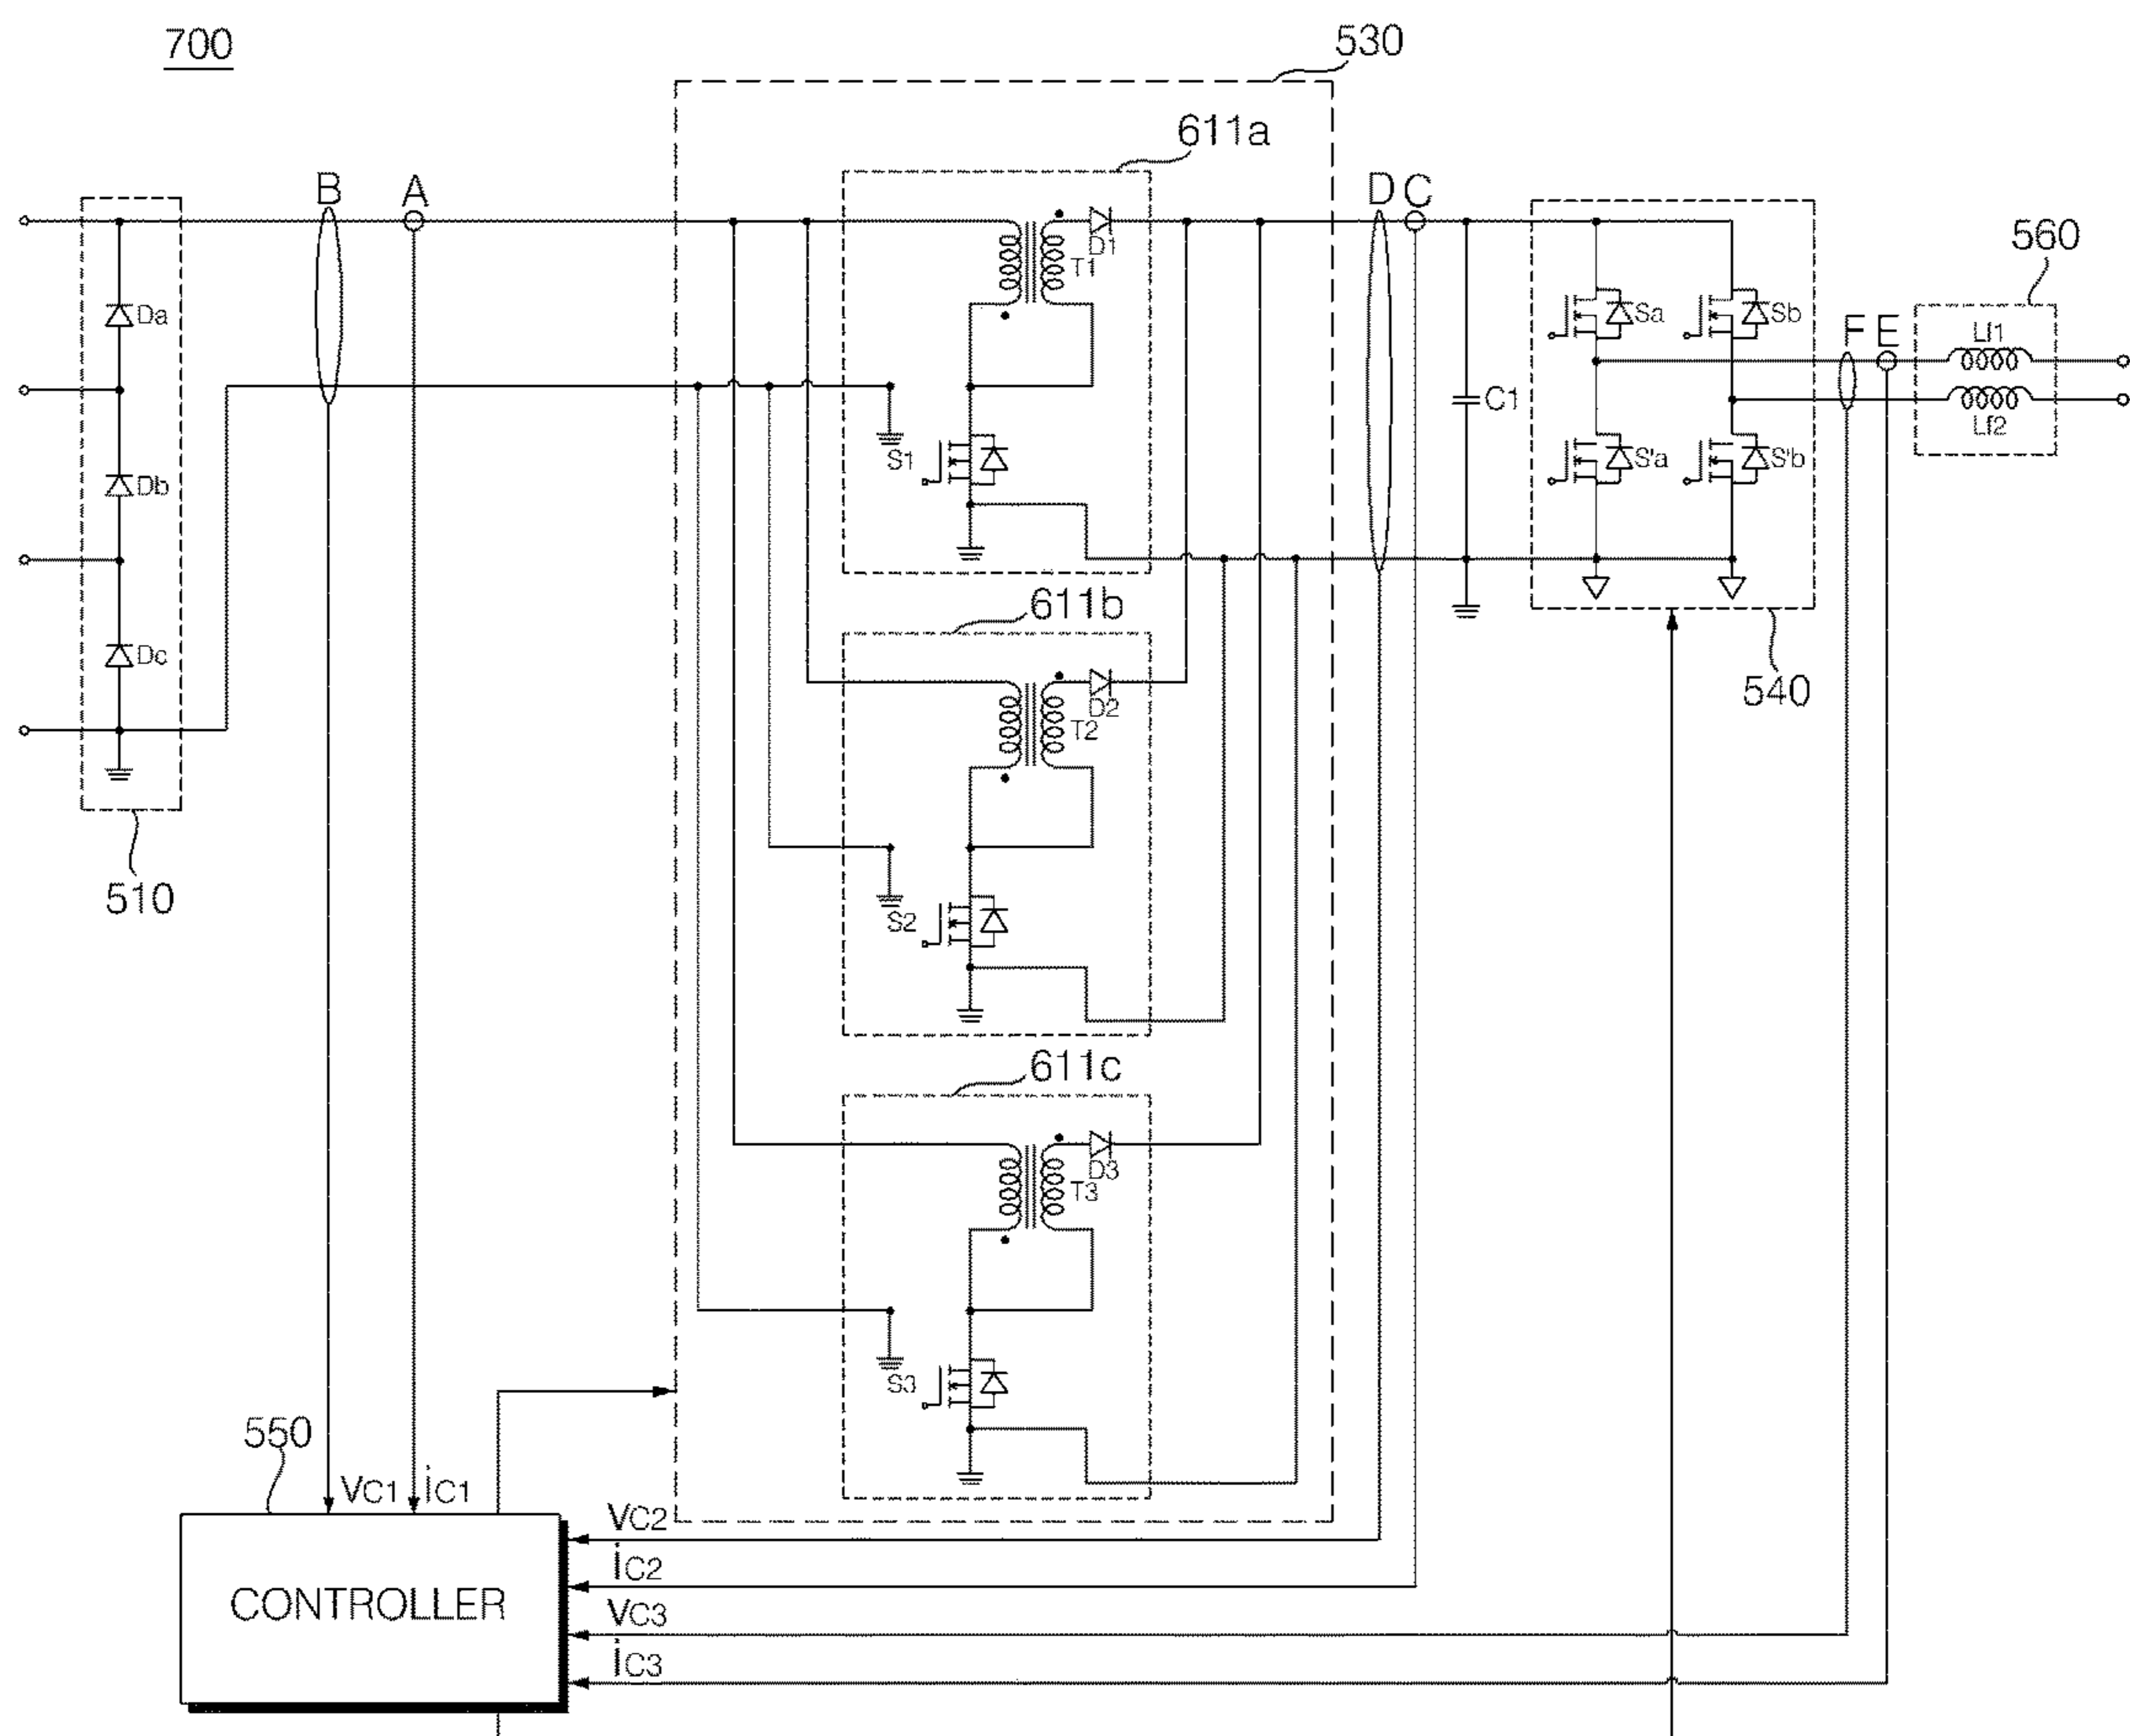 700
530
611a
B
A
D
C
D1
T1
560
Da
Sa
Sb
F
E
Lf1
C1
Lf2
S1
S'a
S'b
Db
611b
Dc
D2
T2
540
510
S2
611c
D3
T3
S3
550
VC1
iC1
VC2
iC2
CONTROLLER
VC3
iC3